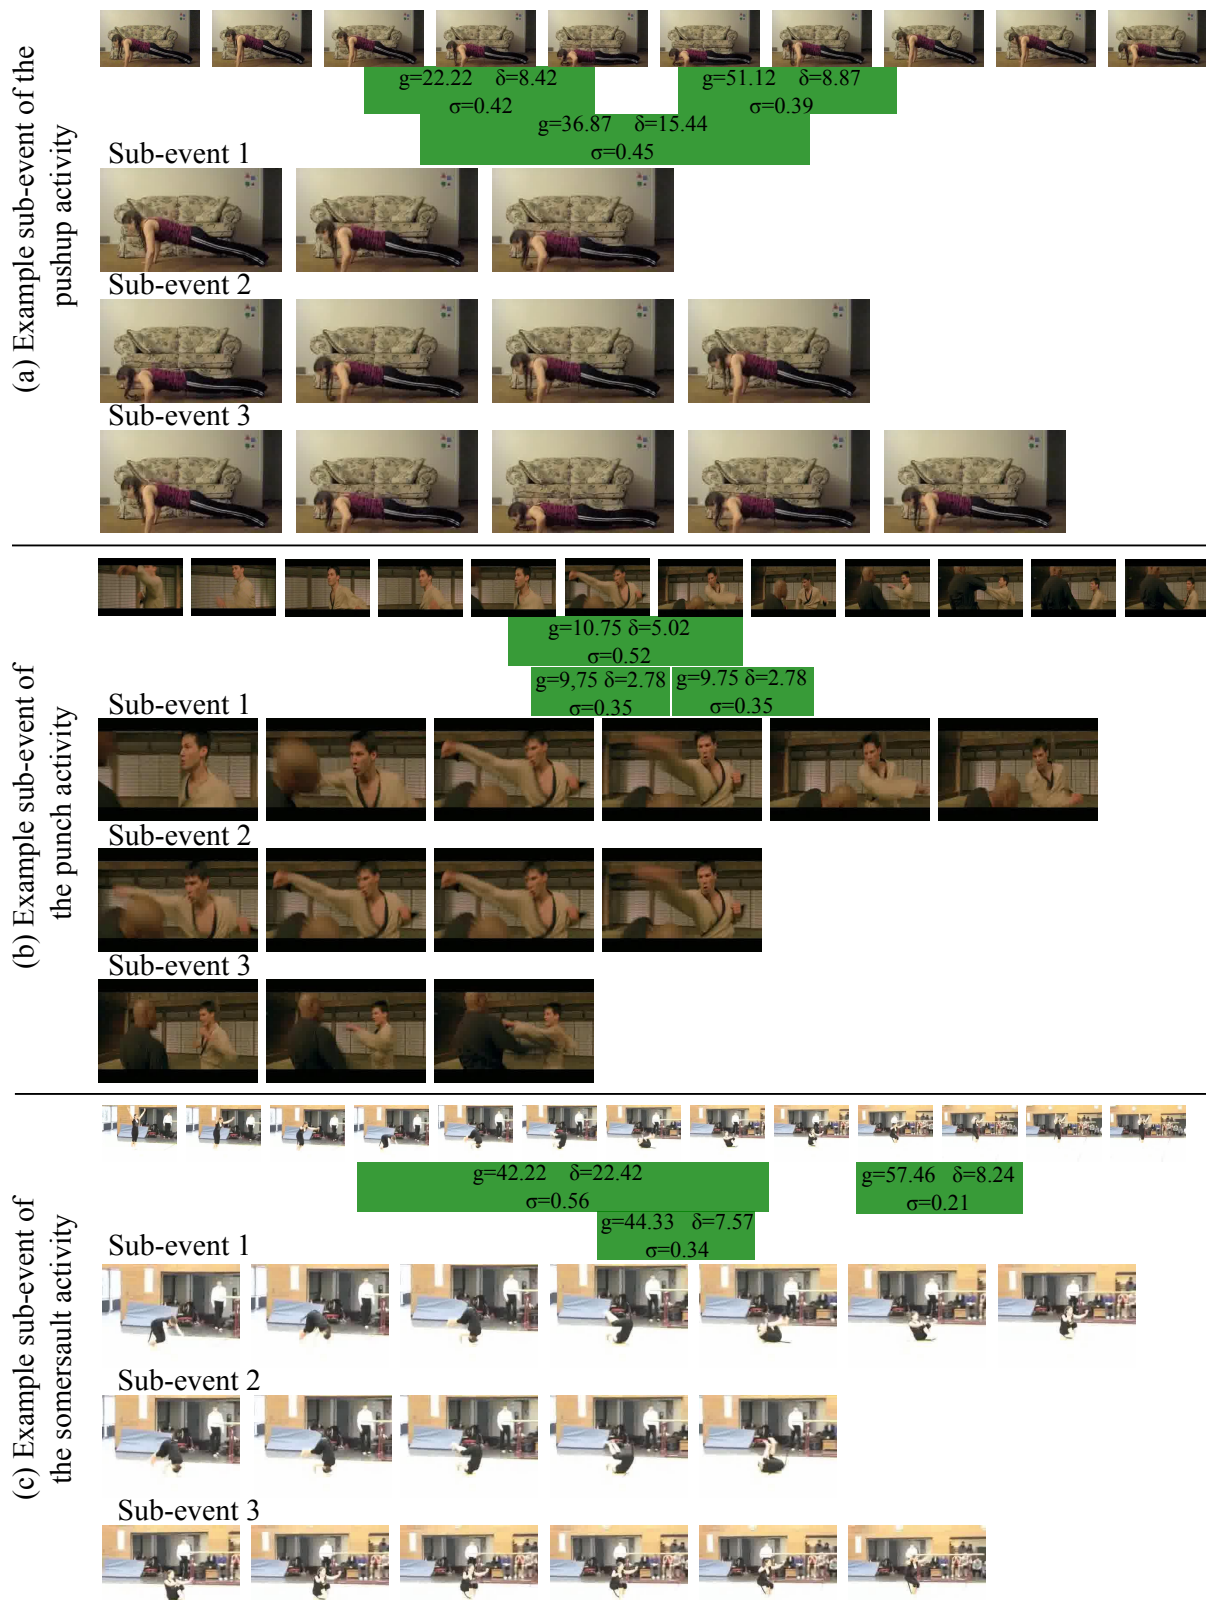 (a) Example sub-event of the
pushup activity
g=22.22 δ=8.42
σ=0.42
g=51.12 δ=8.87
σ=0.39
g=36.87 δ=15.44
σ=0.45
Sub-event 1
Sub-event 2
Sub-event 3
(b) Example sub-event of
the punch activity
g=10.75 δ=5.02
σ=0.52
g=9,75 δ=2.78
σ=0.35
g=9.75 δ=2.78
σ=0.35
Sub-event 1
Sub-event 2
Sub-event 3
(c) Example sub-event of
the somersault activity
g=42.22 δ=22.42
σ=0.56
g=57.46 δ=8.24
σ=0.21
g=44.33 δ=7.57
σ=0.34
Sub-event 1
Sub-event 2
Sub-event 3